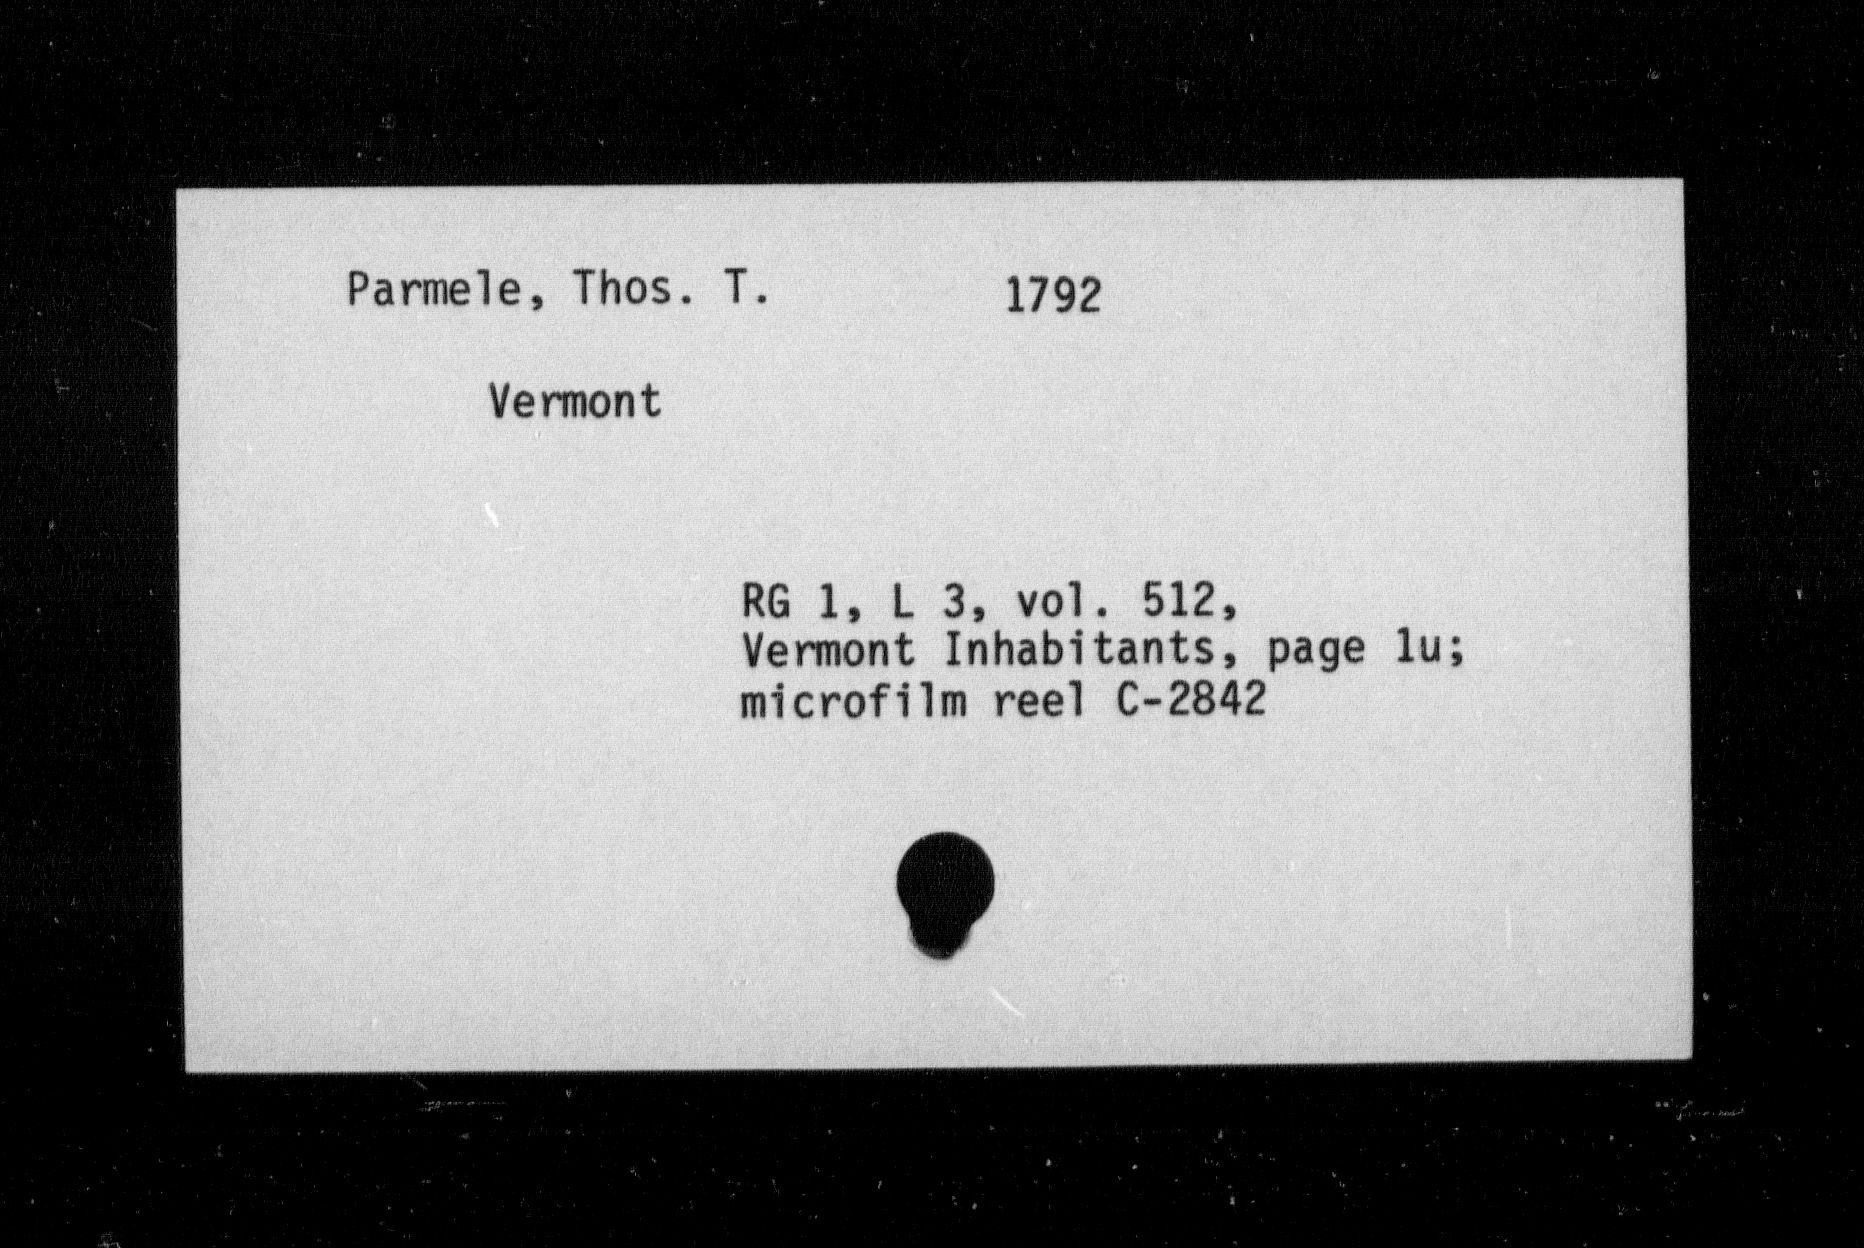 Parmele, Thos. T. 1792
Vermont
RG 1, L 3, vol. 512,
Vermont Inhabitants, page 1u;
microfilm reel C-2842